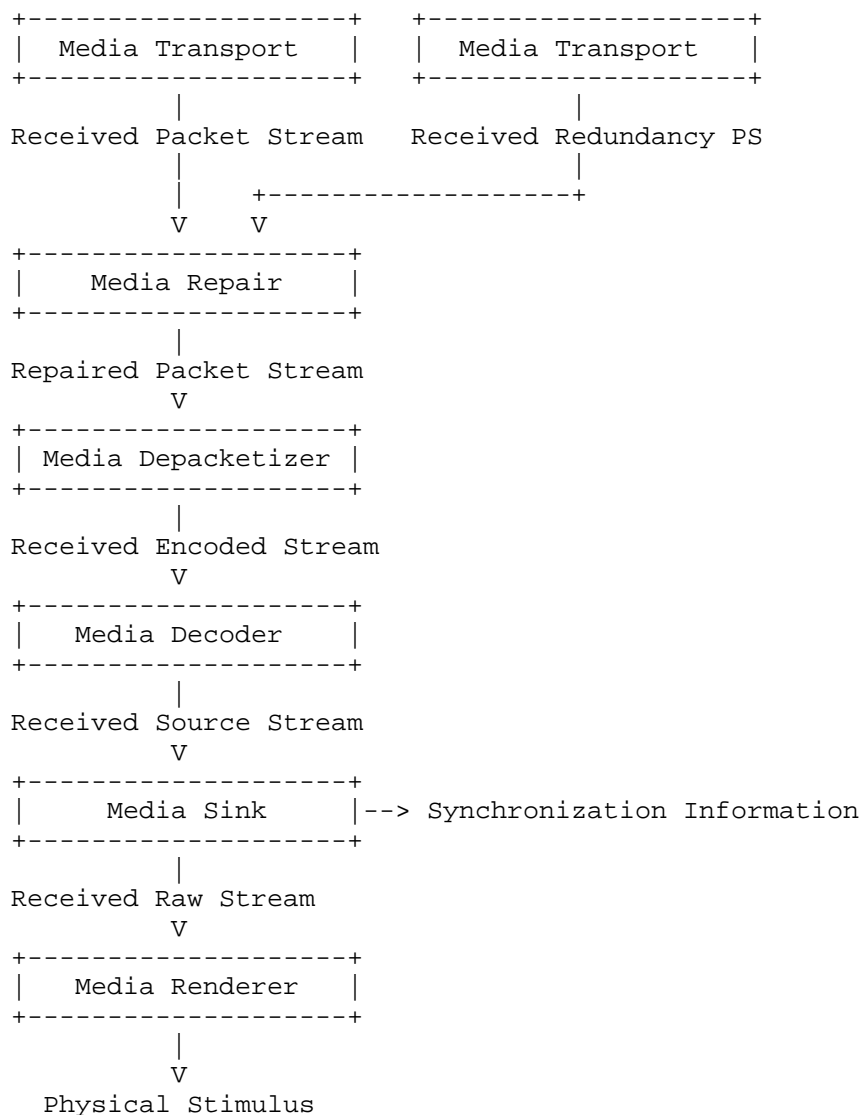 +--------------------+   +--------------------+
|  Media Transport   |   |  Media Transport   |
+--------------------+   +--------------------+
          |                        |
Received Packet Stream   Received Redundancy PS
          |                        |
          |    +-------------------+
          V    V
+--------------------+
|    Media Repair    |
+--------------------+
          |
Repaired Packet Stream
          V
+--------------------+
| Media Depacketizer |
+--------------------+
          |
Received Encoded Stream
          V
+--------------------+
|   Media Decoder    |
+--------------------+
          |
Received Source Stream
          V
+--------------------+
|     Media Sink     |--> Synchronization Information
+--------------------+
          |
Received Raw Stream
          V
+--------------------+
|   Media Renderer   |
+--------------------+
          |
          V
  Physical Stimulus